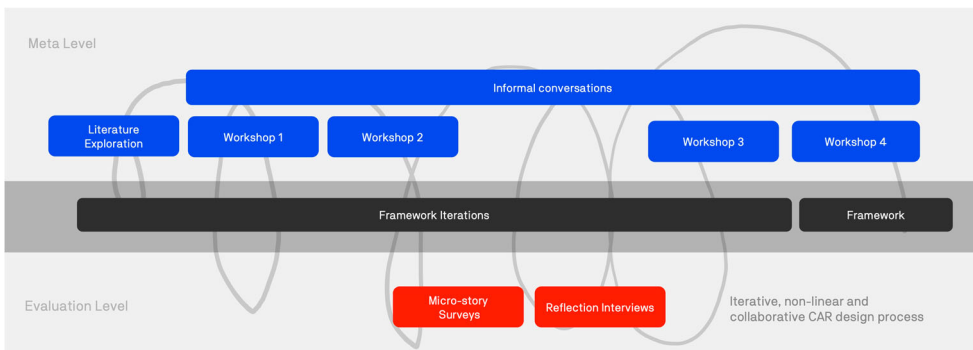 Meta Level
Informal conversations
Literature
Exploration
Workshop 1
Workshop 2
Workshop 3
Workshop 4
Framework Iterations
Framework
Evaluation Level
Micro-story
Surveys
Reflection Interviews
Iterative, non-linear and
collaborative CAR design process